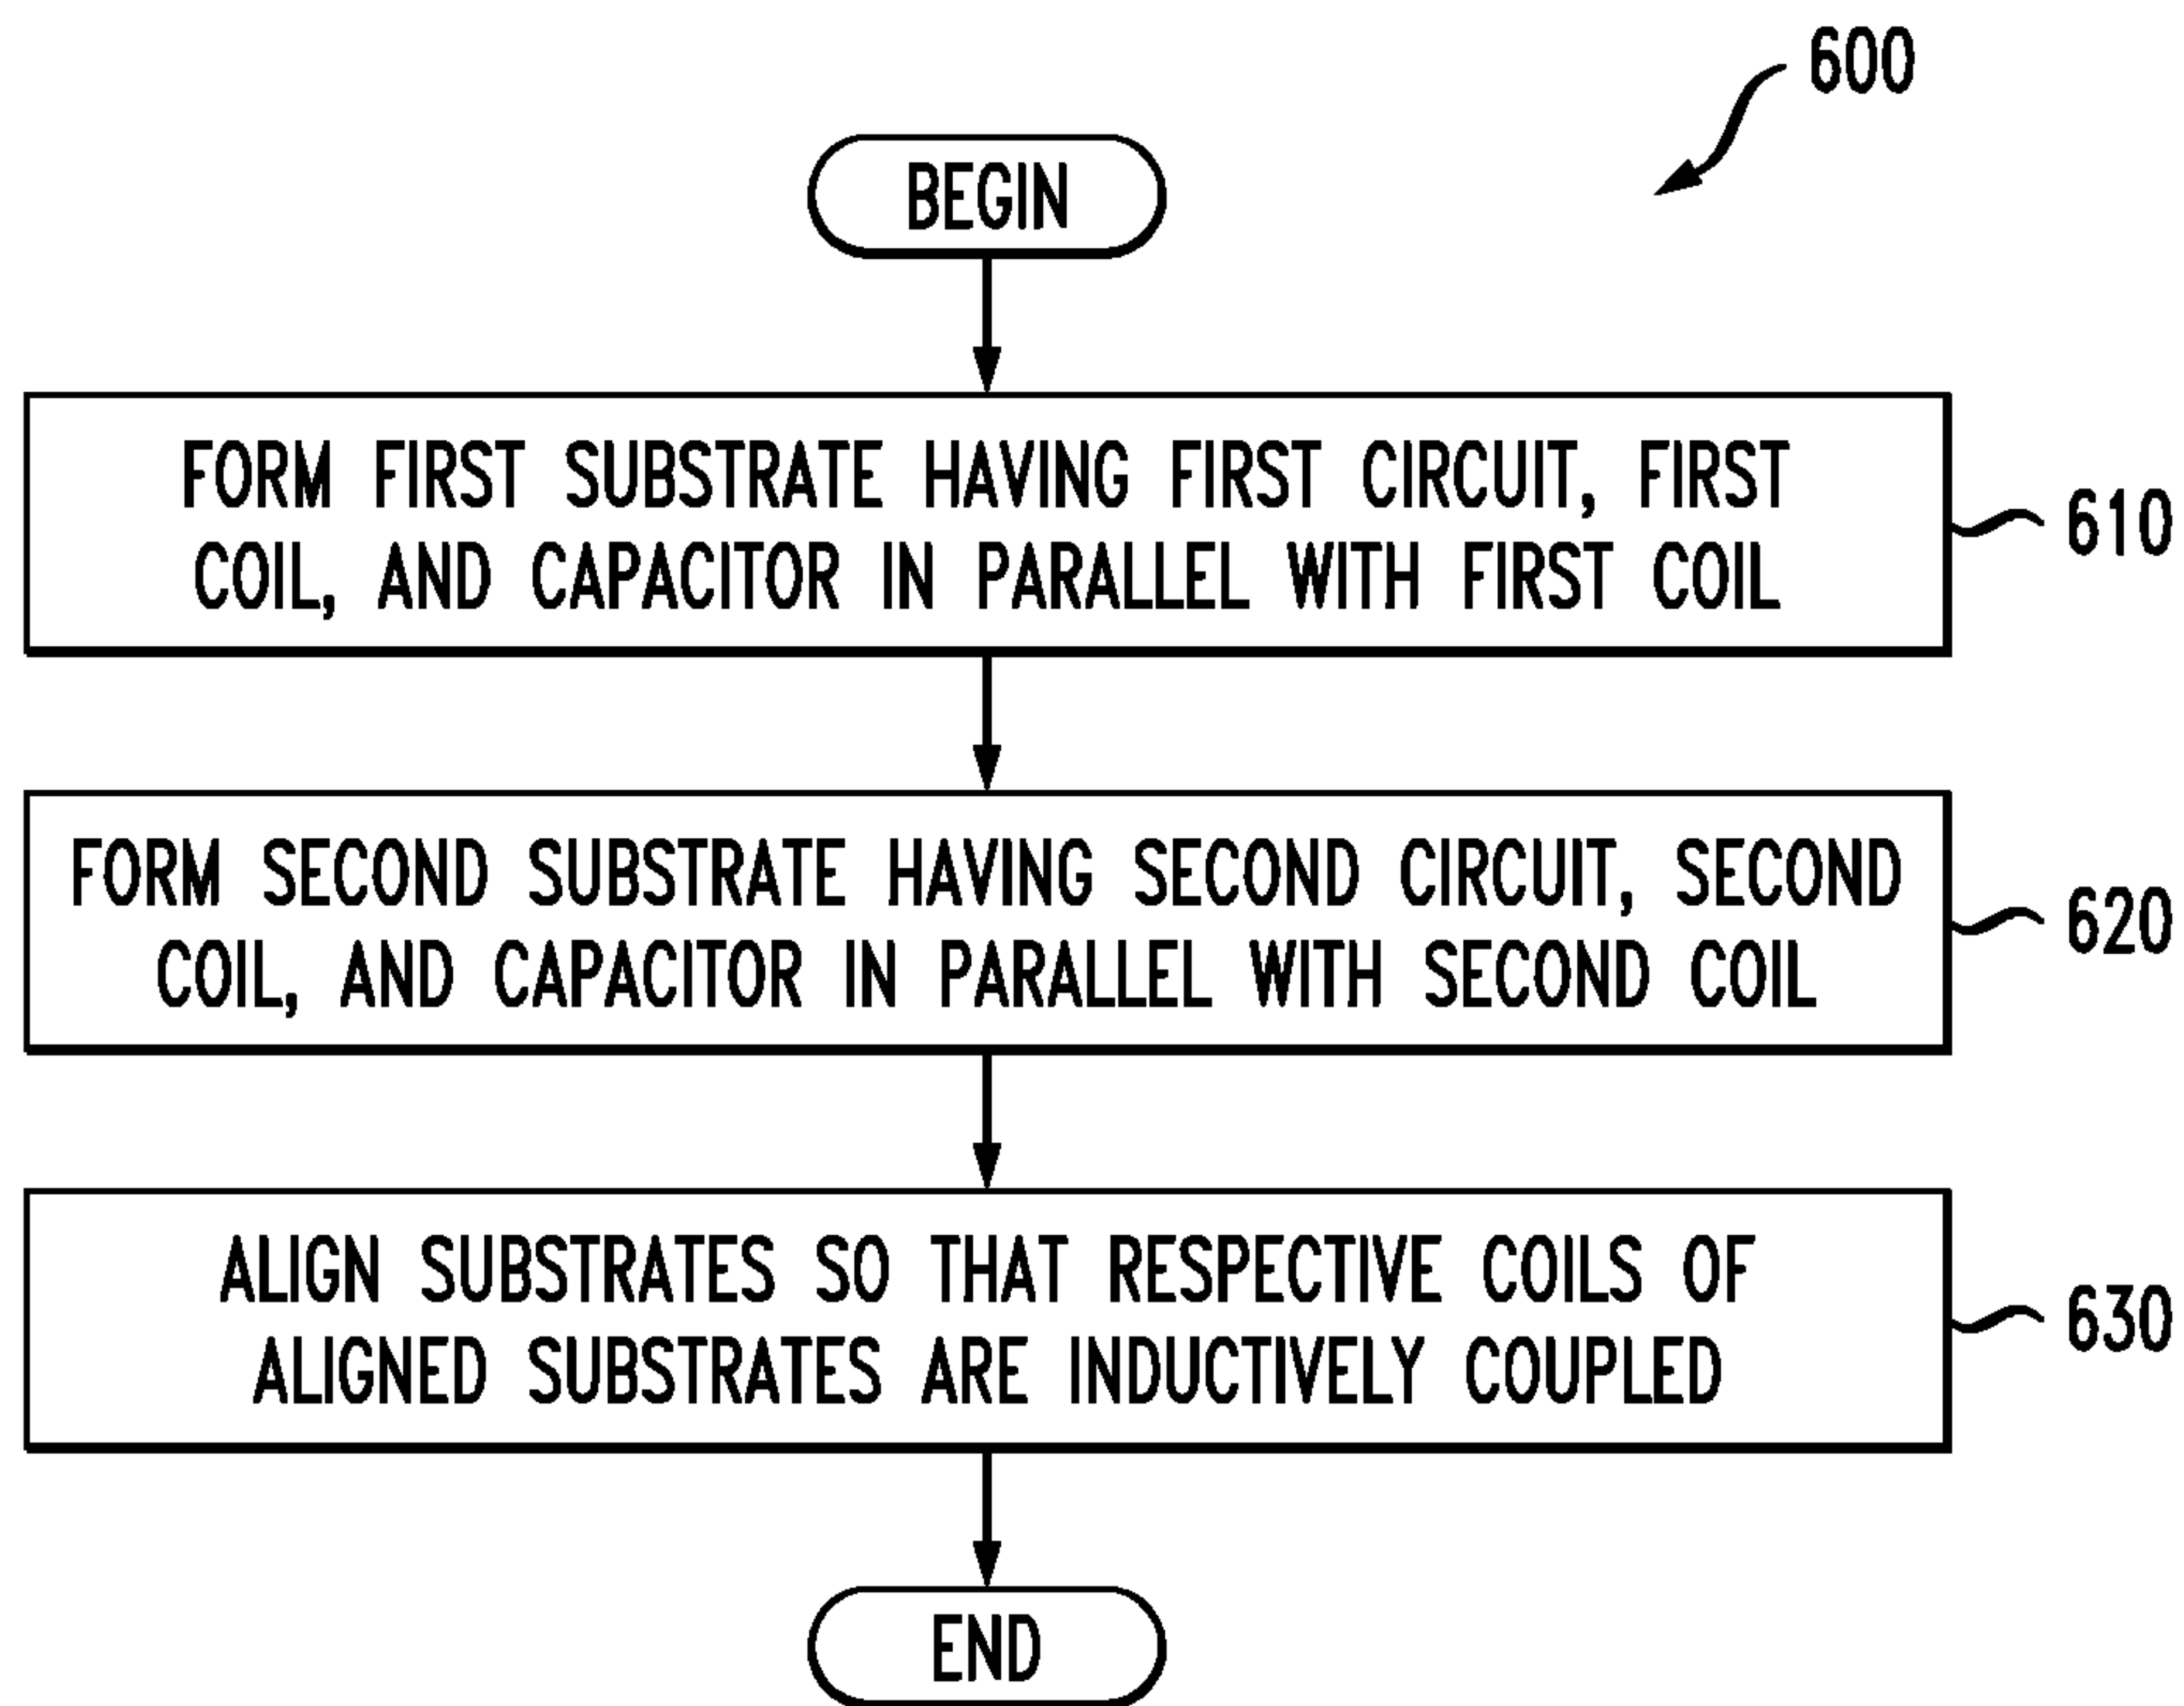 600
BEGIN
FORM FIRST SUBSTRATE HAVING FIRST CIRCUIT, FIRST
COIL, AND CAPACITOR IN PARALLEL WITH FIRST COIL
610
FORM SECOND SUBSTRATE HAVING SECOND CIRCUIT, SECOND
COIL, AND CAPACITOR IN PARALLEL WITH SECOND COIL
620
ALIGN SUBSTRATES SO THAT RESPECTIVE COILS OF
ALIGNED SUBSTRATES ARE INDUCTIVELY COUPLED
630
END